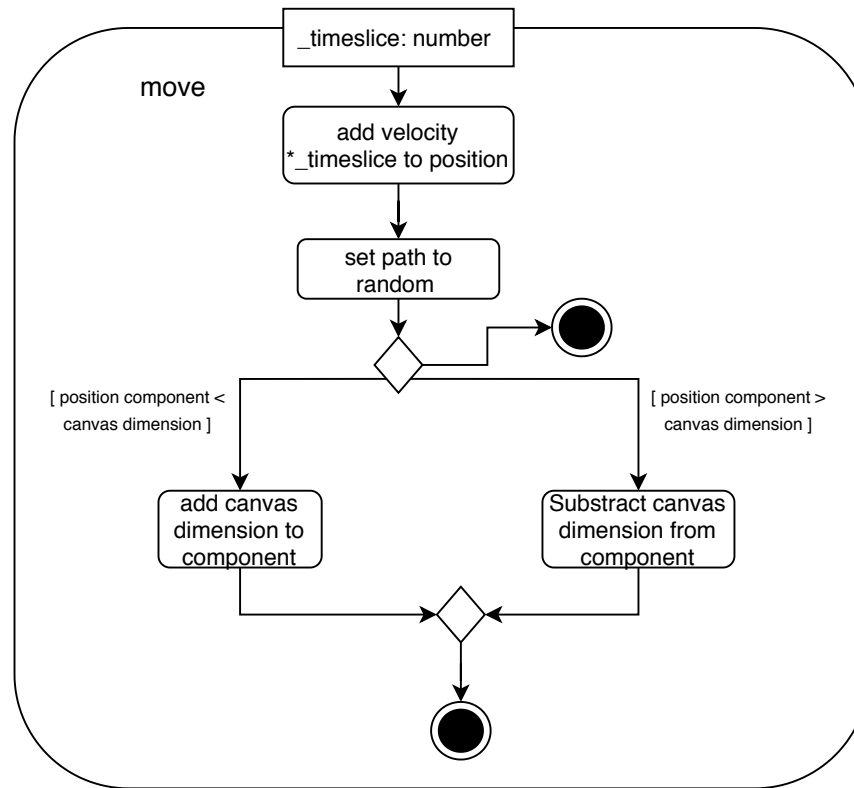 _timeslice: number
move
add velocity
*_timeslice to position
set path to
random
[ position component <
canvas dimension ]
[ position component >
canvas dimension ]
add canvas
dimension to
component
Substract canvas
dimension from
component